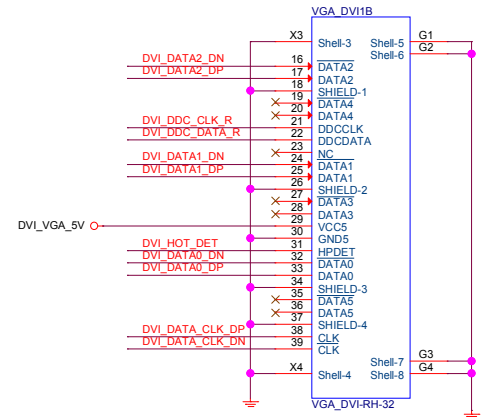 VGA_DVI1B
X3 Shell-3 Shell-5 G1
Shell-6 G2
DVI_DATA2_DN 16 DATA2
DVI_DATA2_DP 17 DATA2
18 SHIELD-1
19 DATA4
20 DATA4
DVI_DDC_CLK_R 21 DDCCLK
DVI_DDC_DATA_R 22 DDCDATA
23 NC
DVI_DATA1_DN 24 DATA1
DVI_DATA1_DP 25 DATA1
26 SHIELD-2
27 DATA3
28 DATA3
DVI_VGA_5V 29 VCC5
30 GND5
DVI_HOT_DET 31 HPDET
DVI_DATA0_DN 32 DATA0
DVI_DATA0_DP 33 DATA0
34 SHIELD-3
35 DATA5
36 DATA5
37 SHIELD-4
DVI_DATA_CLK_DP 38 CLK
DVI_DATA_CLK_DN 39 CLK
Shell-7 G3
X4 Shell-4 Shell-8 G4
VGA_DVI-RH-32